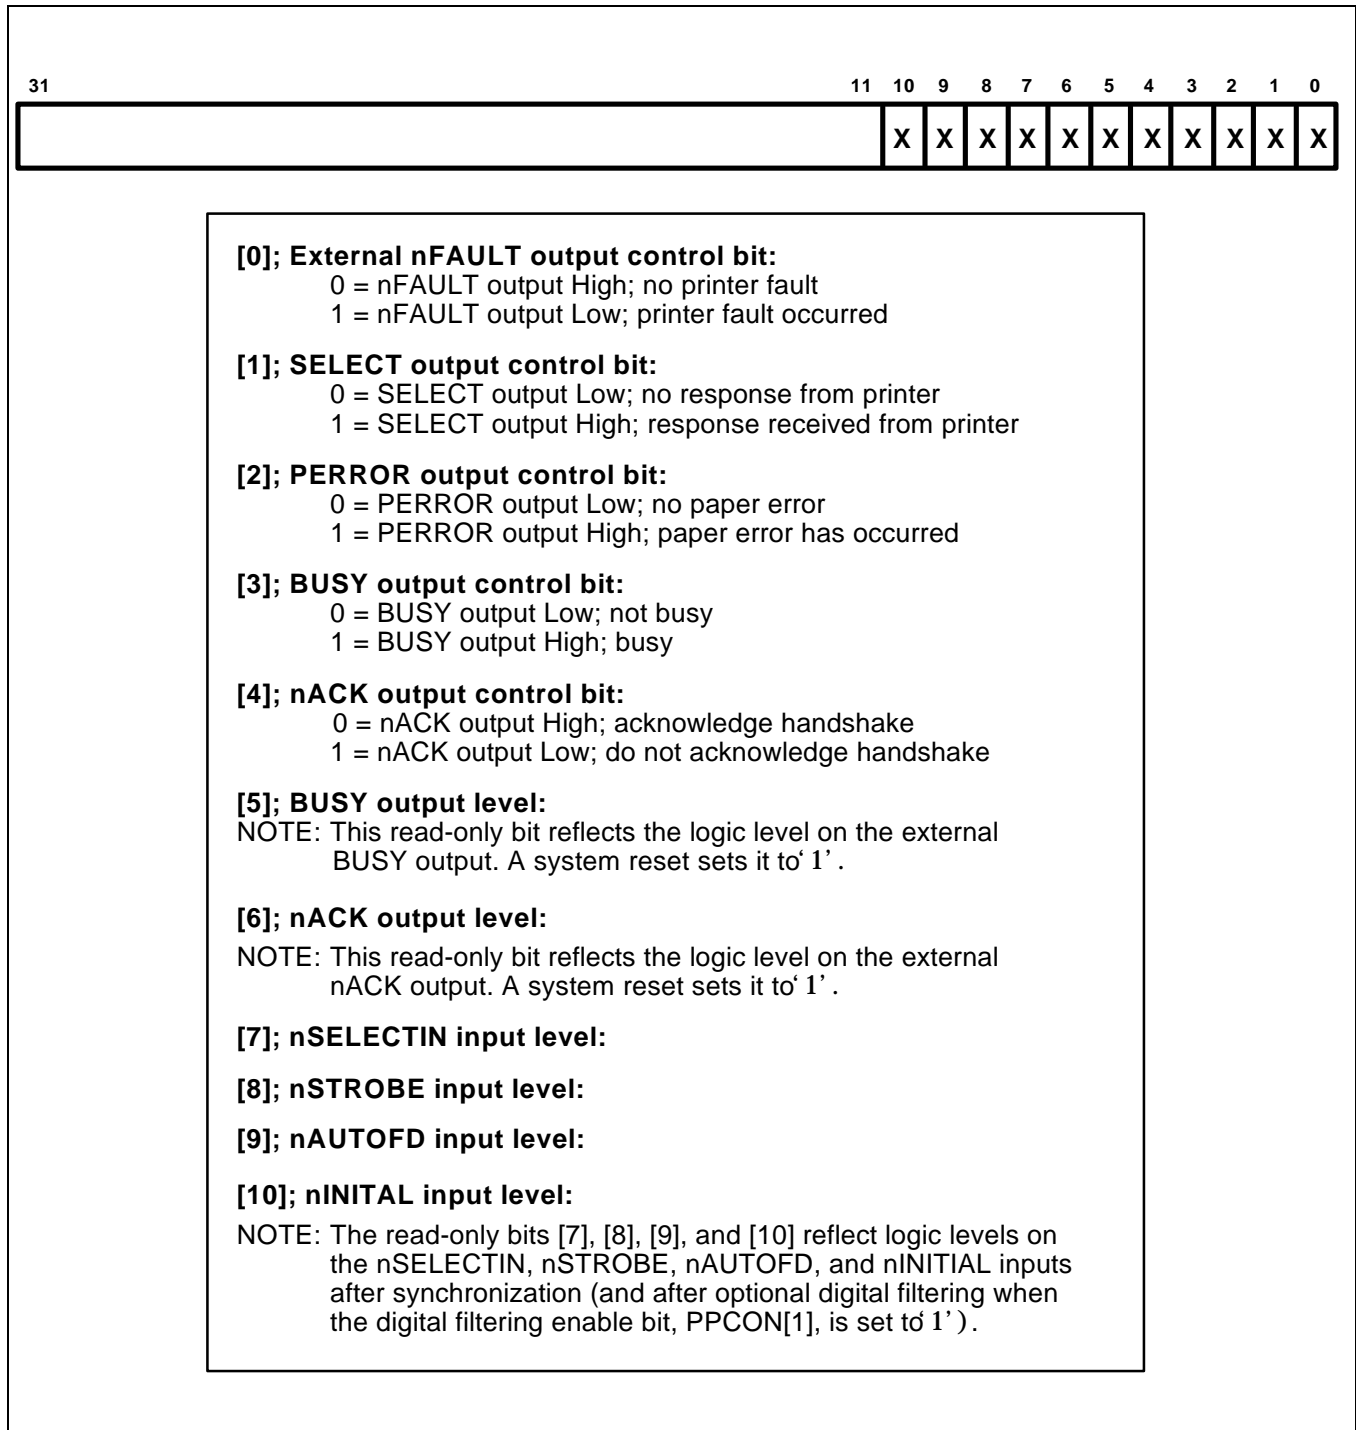 31 11 10 9 8 7 6 5 4 3 2 1 0
X X X X X X X X X X X
[0]; External nFAULT output control bit:
0 = nFAULT output High; no printer fault
1 = nFAULT output Low; printer fault occurred
[1]; SELECT output control bit:
0 = SELECT output Low; no response from printer
1 = SELECT output High; response received from printer
[2]; PERROR output control bit:
0 = PERROR output Low; no paper error
1 = PERROR output High; paper error has occurred
[3]; BUSY output control bit:
0 = BUSY output Low; not busy
1 = BUSY output High; busy
[4]; nACK output control bit:
0 = nACK output High; acknowledge handshake
1 = nACK output Low; do not acknowledge handshake
[5]; BUSY output level:
NOTE: This read-only bit reflects the logic level on the external
BUSY output. A system reset sets it to‘1’.
[6]; nACK output level:
NOTE: This read-only bit reflects the logic level on the external
nACK output. A system reset sets it to‘1’.
[7]; nSELECTIN input level:
[8]; nSTROBE input level:
[9]; nAUTOFD input level:
[10]; nINITAL input level:
NOTE: The read-only bits [7], [8], [9], and [10] reflect logic levels on
the nSELECTIN, nSTROBE, nAUTOFD, and nINITIAL inputs
after synchronization (and after optional digital filtering when
the digital filtering enable bit, PPCON[1], is set to‘1’).